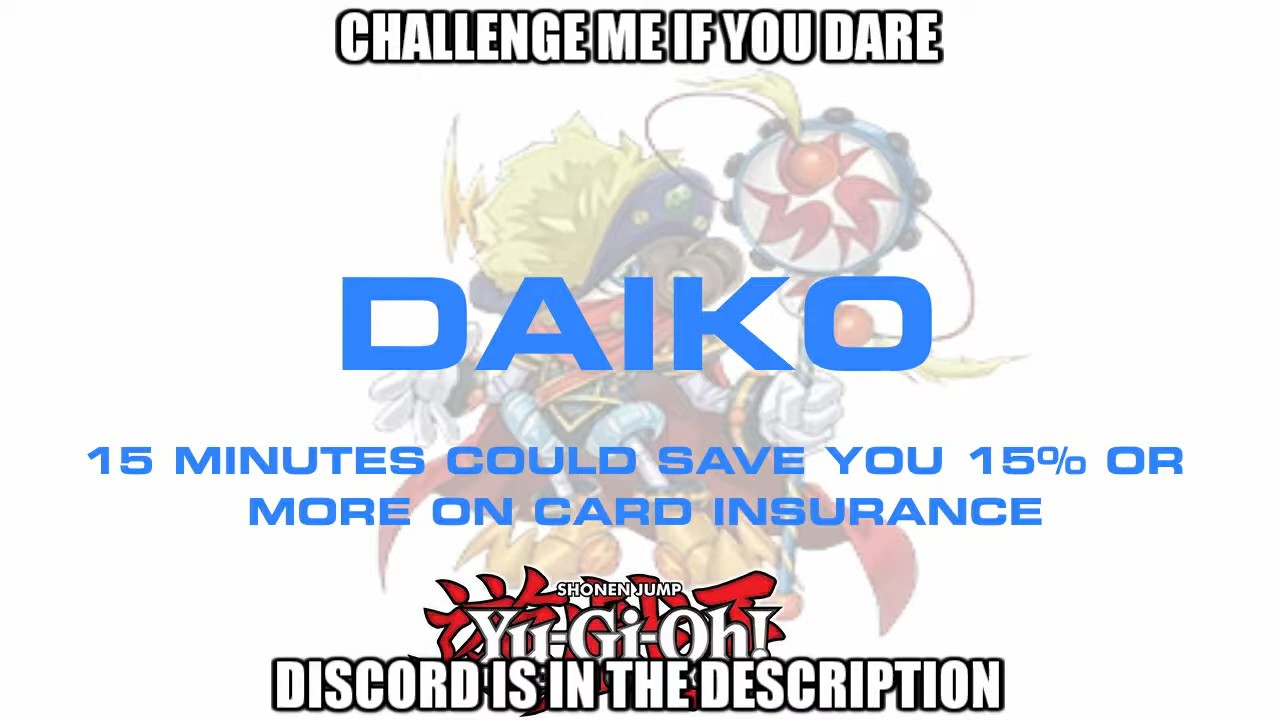 CHALLENGE ME IF YOU DARE
DAIKO
15 MINUTES COULD SAVE YOU 15% OR
MORE ON CARD INSURANCE
SHONEN JUMP
Yu-Gi-Oh!
DISCORD IS IN THE DESCRIPTION